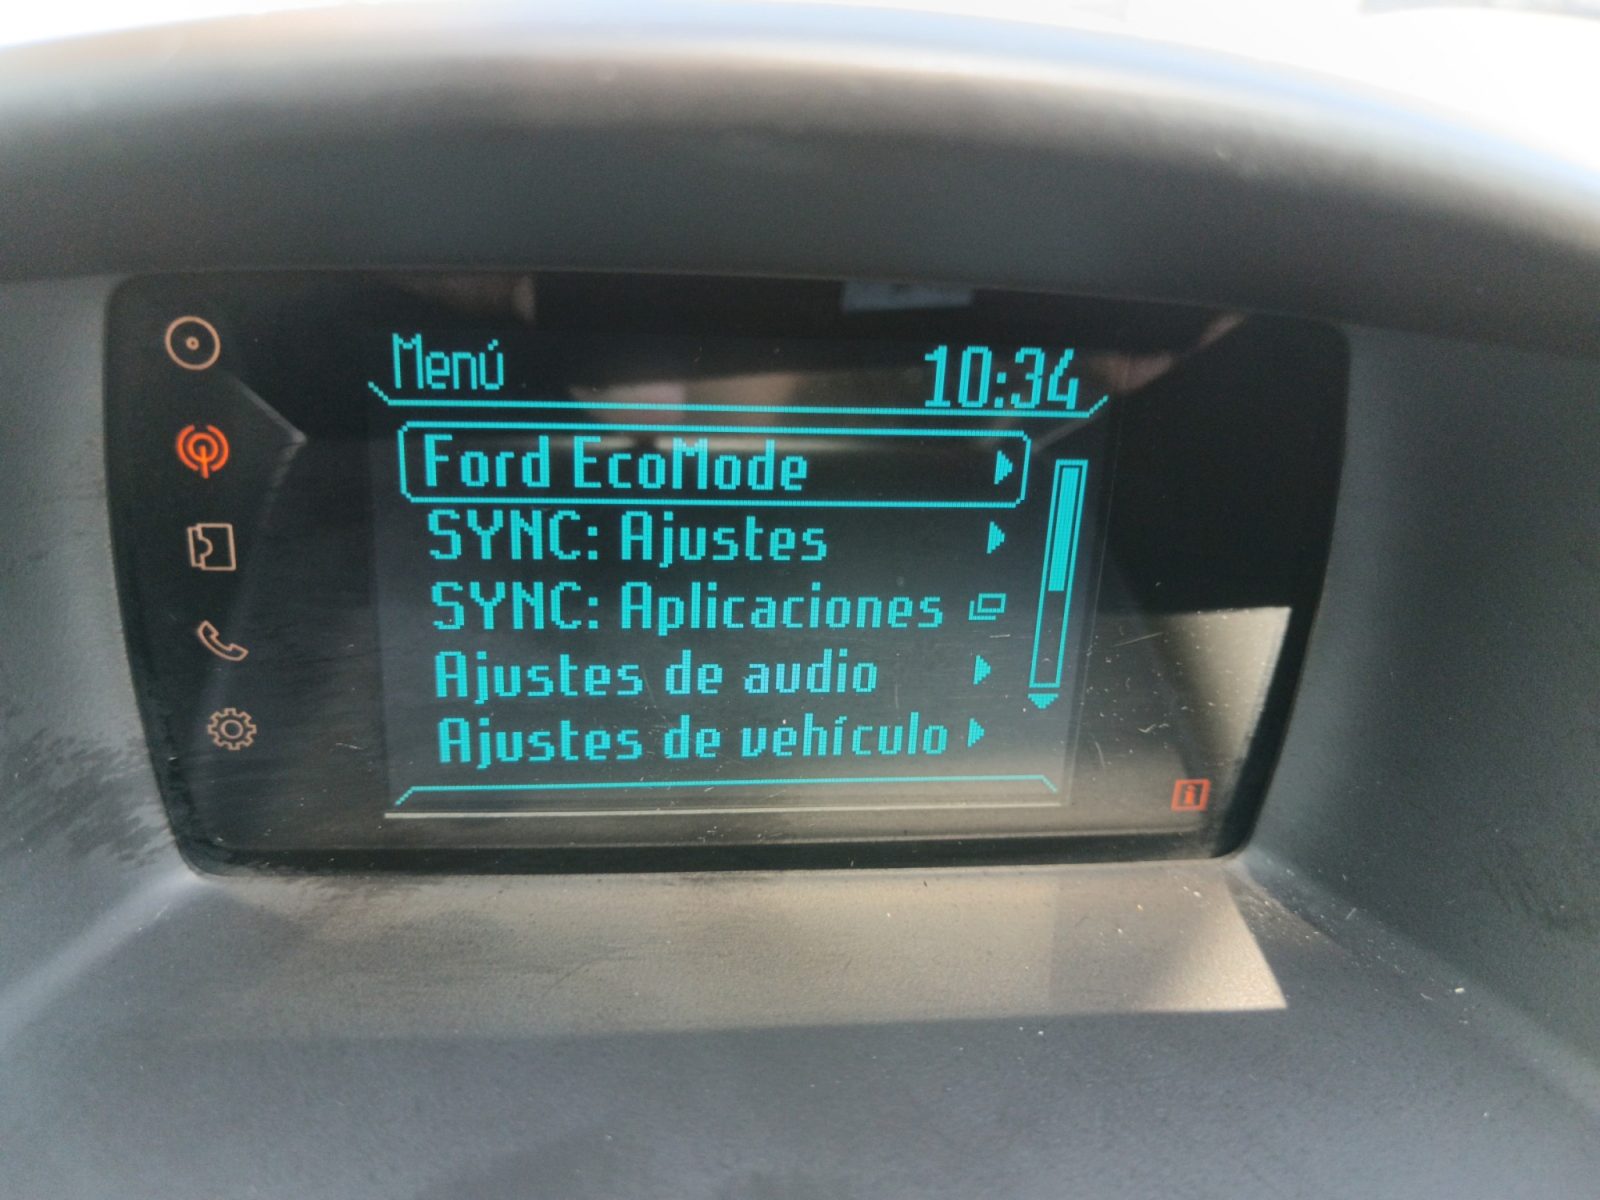 Menú
10:34
Ford EcoMode
SYNC: Ajustes
SYNC: Aplicaciones
Ajustes de audio
Ajustes de vehículo
i